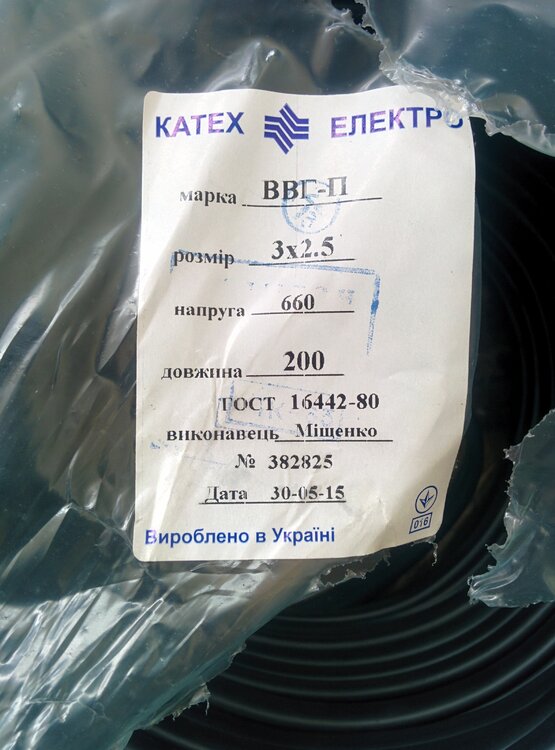 КАТЕХ ЕЛЕКТРО
марка ВВГ-П
розмір 3х2.5
напруга 660
довжина 200
ГОСТ 16442-80
виконавець Міщенко
№ 382825
Дата 30-05-15
016
Вироблено в Україні